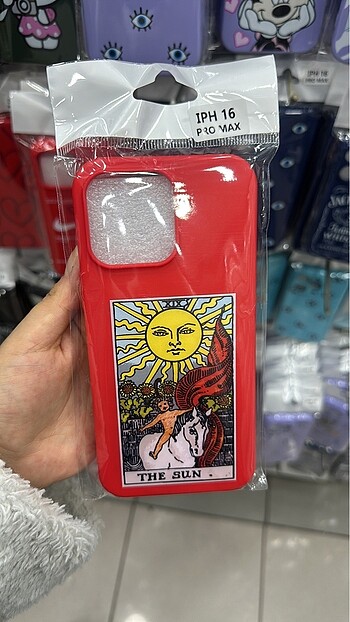 IPH 16
PRO MAX
XIX
THE SUN